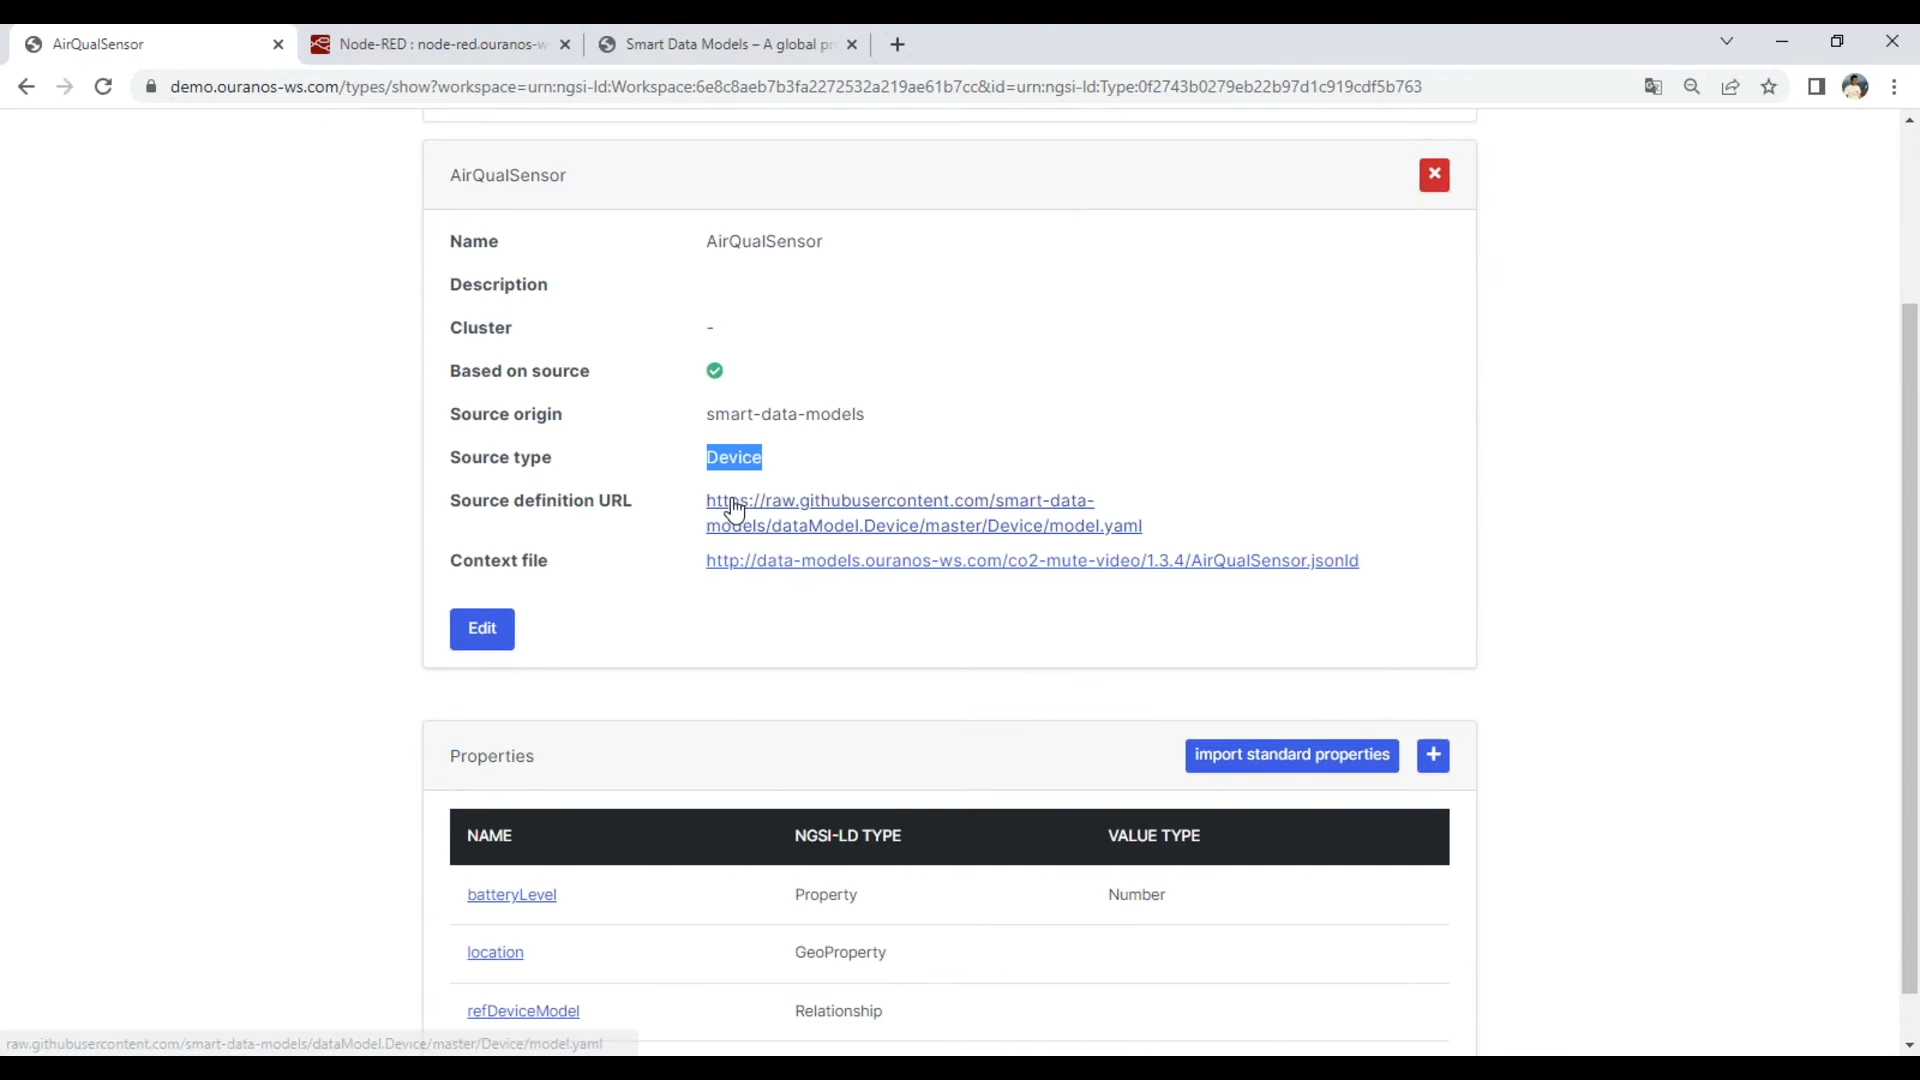 AirQualSensor
Node-RED : node-red.ouranos-w
Smart Data Models – A global pr
demo.ouranos-ws.com/types/show?workspace=urn:ngsi-ld:Workspace:6e8c8aeb7b3fa2272532a219ae61b7cc&id=urn:ngsi-ld:Type:0f2743b0279eb22b97d1c919cdf5b763
AirQualSensor
Name AirQualSensor
Description
Cluster -
Based on source
Source origin smart-data-models
Source type Device
Source definition URL https://raw.githubusercontent.com/smart-data-
models/dataModel.Device/master/Device/model.yaml
Context file http://data-models.ouranos-ws.com/co2-mute-video/1.3.4/AirQualSensor.jsonld
Edit
Properties import standard properties +
NAME NGSI-LD TYPE VALUE TYPE
batteryLevel Property Number
location GeoProperty
refDeviceModel Relationship
raw.githubusercontent.com/smart-data-models/dataModel.Device/master/Device/model.yaml